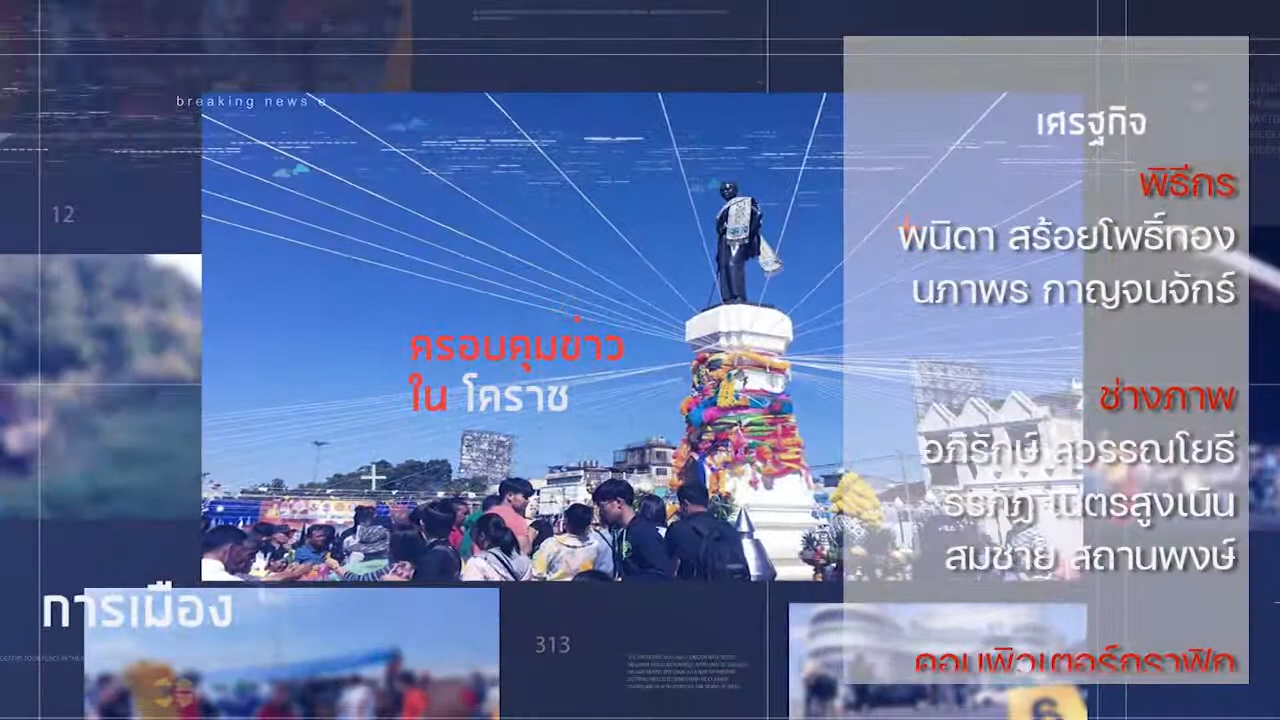 breaking news e
12
ครอบคุมข่าว
ใน โคราช
การเมือง
313
เศรษฐกิจ
พิธีกร
พนิดา สร้อยโพธิ์ทอง
นภาพร กาญจนจักร์
ช่างภาพ
อภิรักษ์ สุวรรณโยธี
ธรกฏ เนตรสูงเนิน
สมชาย สถานพงษ์
คอมพิวเตอร์กราฟิก
6